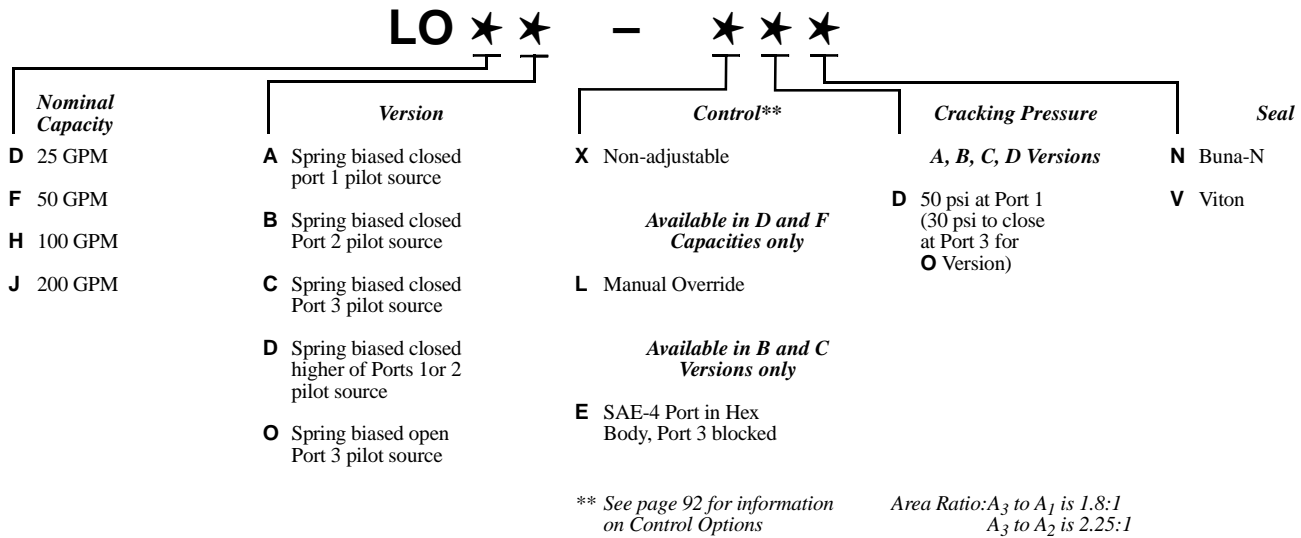 LO ✶ ✶ – ✶ ✶ ✶
Nominal
Capacity
D 25 GPM
F 50 GPM
H 100 GPM
J 200 GPM
Version
A Spring biased closed
port 1 pilot source
B Spring biased closed
Port 2 pilot source
C Spring biased closed
Port 3 pilot source
D Spring biased closed
higher of Ports 1or 2
pilot source
O Spring biased open
Port 3 pilot source
Control**
X Non-adjustable
Available in D and F
Capacities only
L Manual Override
Available in B and C
Versions only
E SAE-4 Port in Hex
Body, Port 3 blocked
** See page 92 for information
on Control Options
Cracking Pressure
A, B, C, D Versions
D 50 psi at Port 1
(30 psi to close
at Port 3 for
O Version)
Area Ratio:A3 to A1 is 1.8:1
A3 to A2 is 2.25:1
Seal
N Buna-N
V Viton